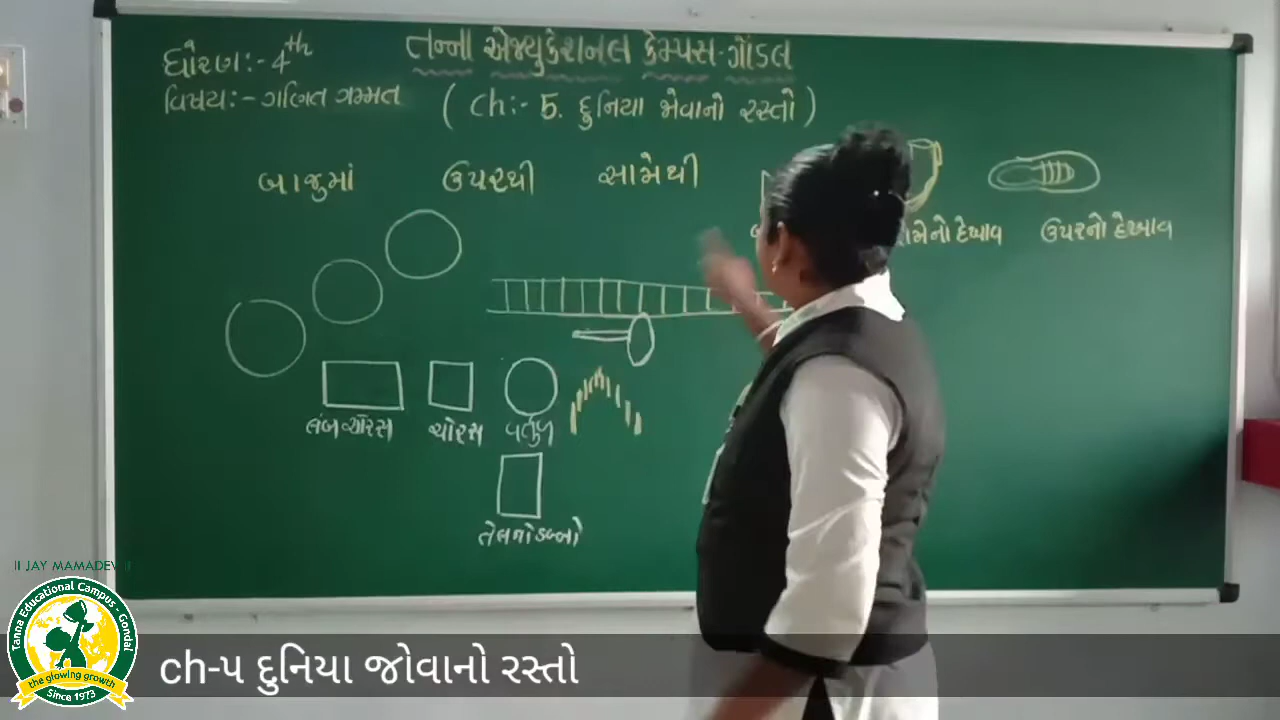 ધોરણ:- 4th
તન્ના એજ્યુકેશનલ કેમ્પસ-ગોંડલ
વિષય:- ગણિત ગમ્મત
( ch:- 5. દુનિયા જોવાનો રસ્તો )
બાજુમાં ઉપરથી સામેથી
ઉપરનો દેખાવ
લંબચોરસ ચોરસ વર્તુળ
તેલનો ડબ્બો
II JAY MAMADEV II
Tanna Educational Campus - Gondal
the glowing growth
Since 1973
ch-૫ દુનિયા જોવાનો રસ્તો